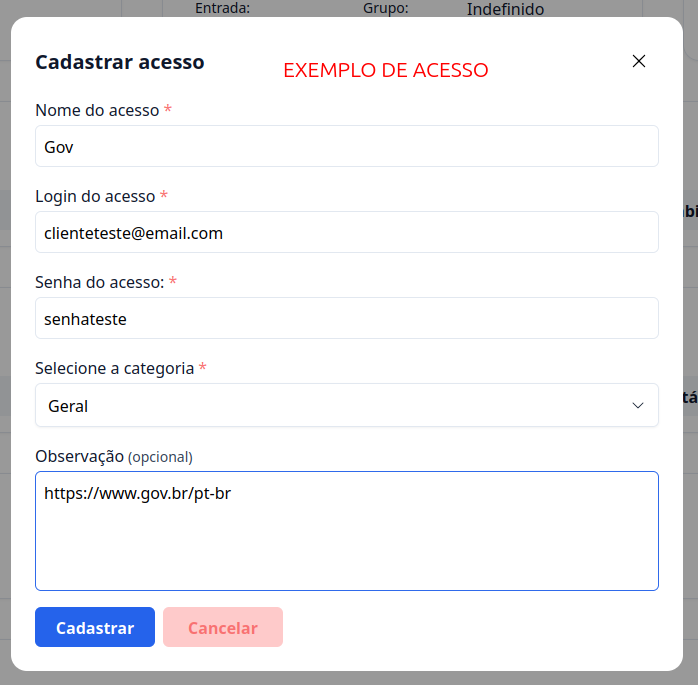 Entrada: Grupo: Indefinido
Cadastrar acesso
EXEMPLO DE ACESSO
Nome do acesso *
Gov
Login do acesso *
clienteteste@email.com
Senha do acesso: *
senhateste
Selecione a categoria *
Geral
Observação (opcional)
https://www.gov.br/pt-br
Cadastrar Cancelar